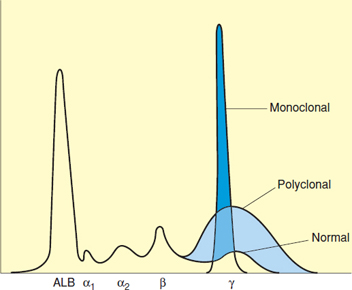 Monoclonal
Polyclonal
Normal
ALB α₁ α₂ β γ